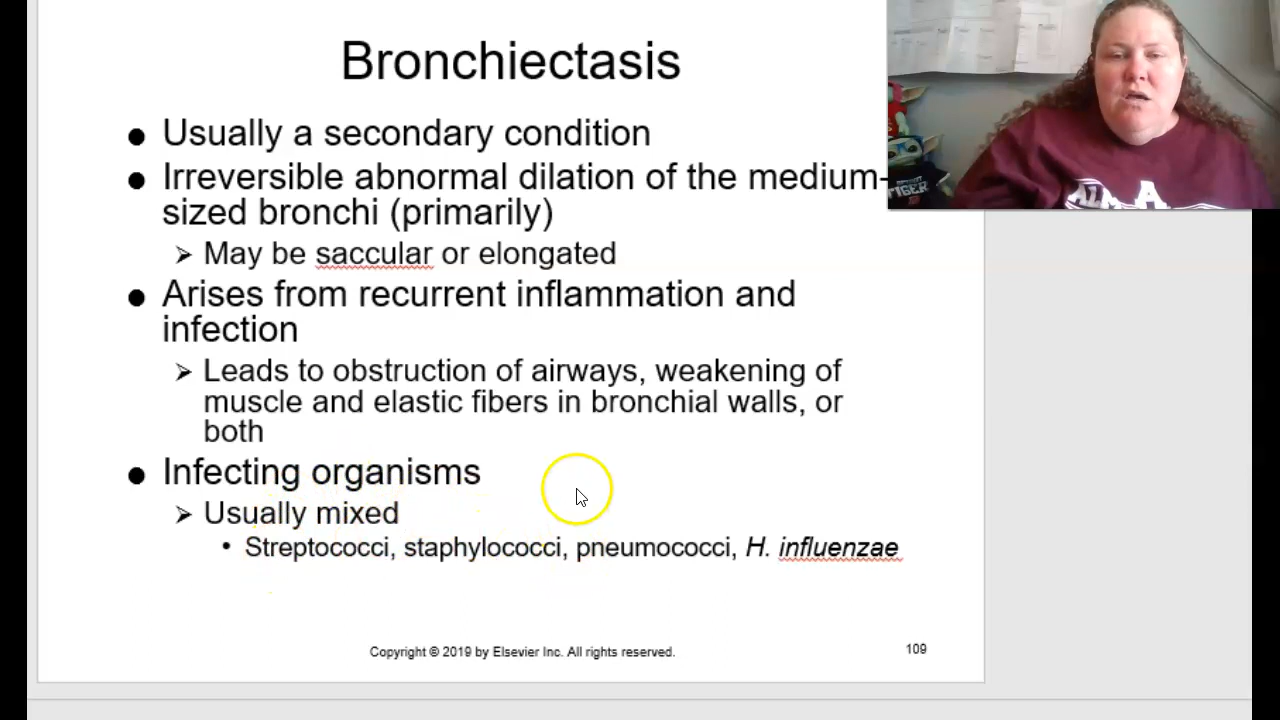 Bronchiectasis
● Usually a secondary condition
● Irreversible abnormal dilation of the medium-
sized bronchi (primarily)
➢ May be saccular or elongated
● Arises from recurrent inflammation and
infection
➢ Leads to obstruction of airways, weakening of
muscle and elastic fibers in bronchial walls, or
both
● Infecting organisms
➢ Usually mixed
• Streptococci, staphylococci, pneumococci, H. influenzae
Copyright © 2019 by Elsevier Inc. All rights reserved.
109
TIGER